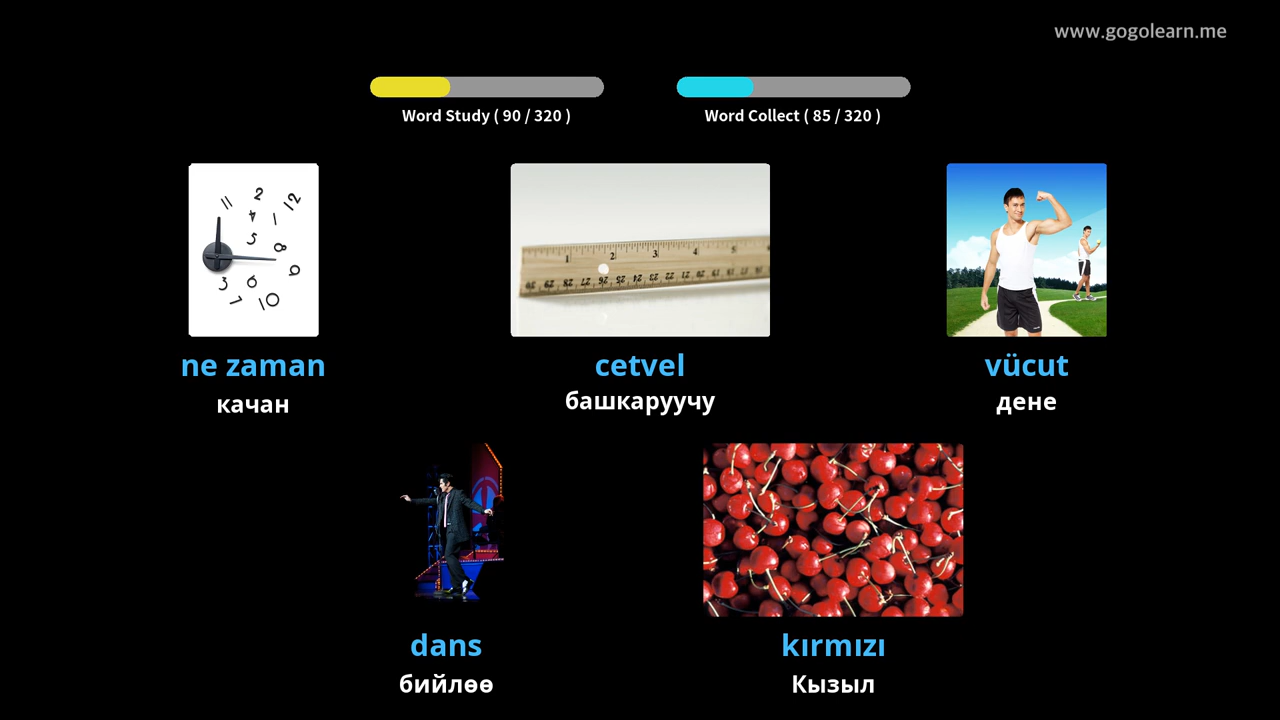 www.gogolearn.me
Word Study ( 90 / 320 )
Word Collect ( 85 / 320 )
ne zaman
качан
cetvel
башкаруучу
vücut
дене
dans
бийлөө
kırmızı
Кызыл